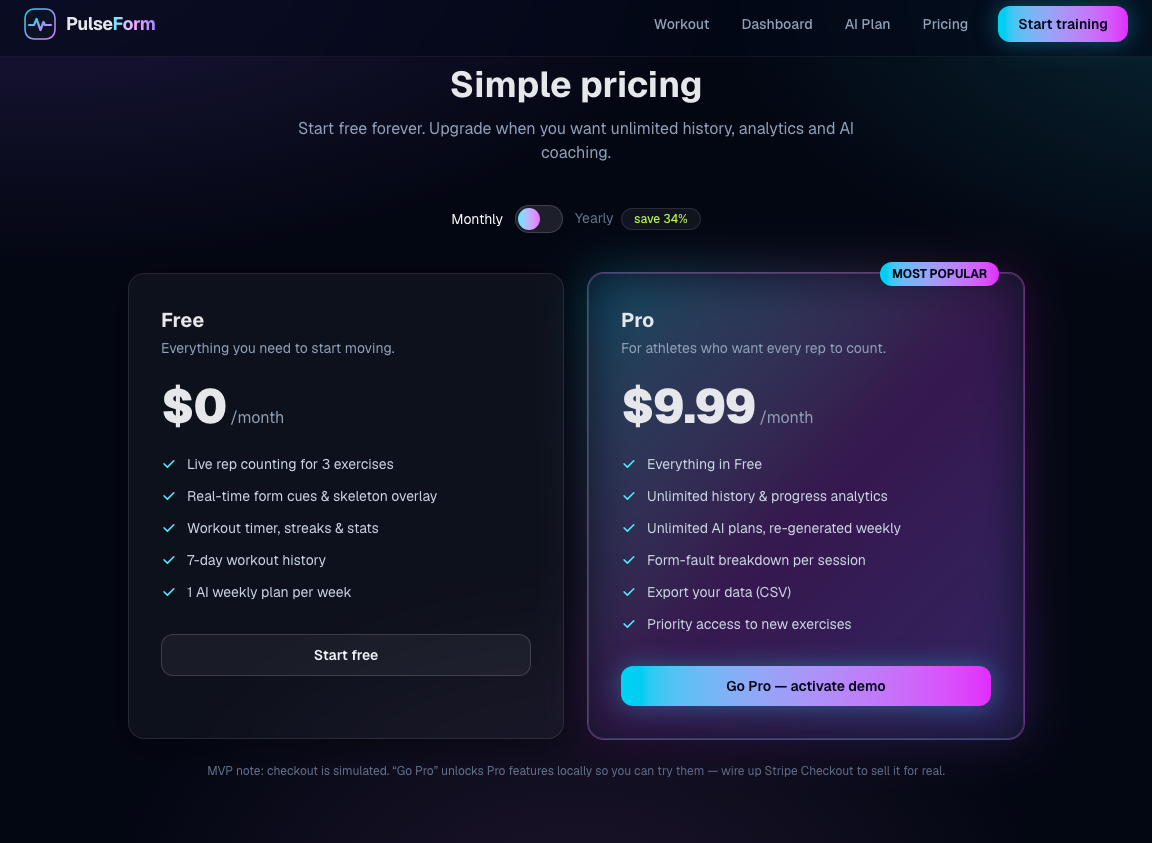 PulseForm
Workout
Dashboard
AI Plan
Pricing
Start training
Simple pricing
Start free forever. Upgrade when you want unlimited history, analytics and AI
coaching.
Monthly
Yearly
save 34%
Free
Everything you need to start moving.
$0 /month
Live rep counting for 3 exercises
Real-time form cues & skeleton overlay
Workout timer, streaks & stats
7-day workout history
1 AI weekly plan per week
Start free
MOST POPULAR
Pro
For athletes who want every rep to count.
$9.99 /month
Everything in Free
Unlimited history & progress analytics
Unlimited AI plans, re-generated weekly
Form-fault breakdown per session
Export your data (CSV)
Priority access to new exercises
Go Pro — activate demo
MVP note: checkout is simulated. “Go Pro” unlocks Pro features locally so you can try them — wire up Stripe Checkout to sell it for real.